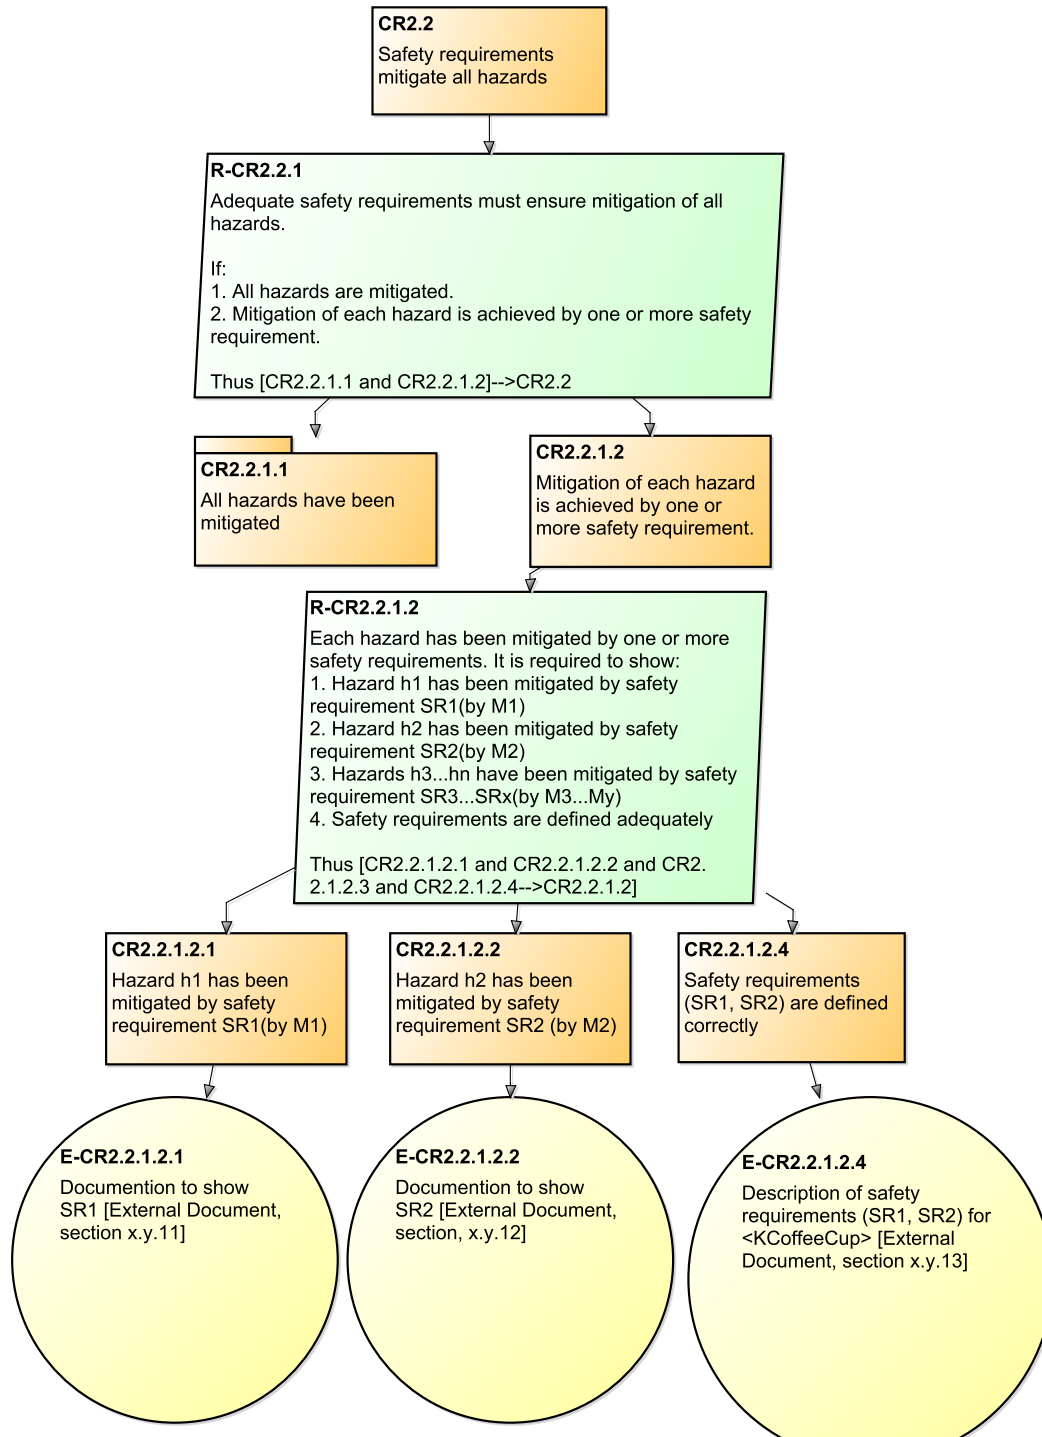 CR2.2
Safety requirements
mitigate all hazards
R-CR2.2.1
Adequate safety requirements must ensure mitigation of all
hazards.
If:
1. All hazards are mitigated.
2. Mitigation of each hazard is achieved by one or more safety
requirement.
Thus [CR2.2.1.1 and CR2.2.1.2]-->CR2.2
CR2.2.1.1
All hazards have been
mitigated
CR2.2.1.2
Mitigation of each hazard
is achieved by one or
more safety requirement.
R-CR2.2.1.2
Each hazard has been mitigated by one or more
safety requirements. It is required to show:
1. Hazard h1 has been mitigated by safety
requirement SR1(by M1)
2. Hazard h2 has been mitigated by safety
requirement SR2(by M2)
3. Hazards h3...hn have been mitigated by safety
requirement SR3...SRx(by M3...My)
4. Safety requirements are defined adequately
Thus [CR2.2.1.2.1 and CR2.2.1.2.2 and CR2.
2.1.2.3 and CR2.2.1.2.4-->CR2.2.1.2]
CR2.2.1.2.1
Hazard h1 has been
mitigated by safety
requirement SR1(by M1)
CR2.2.1.2.2
Hazard h2 has been
mitigated by safety
requirement SR2 (by M2)
CR2.2.1.2.4
Safety requirements
(SR1, SR2) are defined
correctly
E-CR2.2.1.2.1
Documention to show
SR1 [External Document,
section x.y.11]
E-CR2.2.1.2.2
Documention to show
SR2 [External Document,
section, x.y.12]
E-CR2.2.1.2.4
Description of safety
requirements (SR1, SR2) for
<KCoffeeCup> [External
Document, section x.y.13]